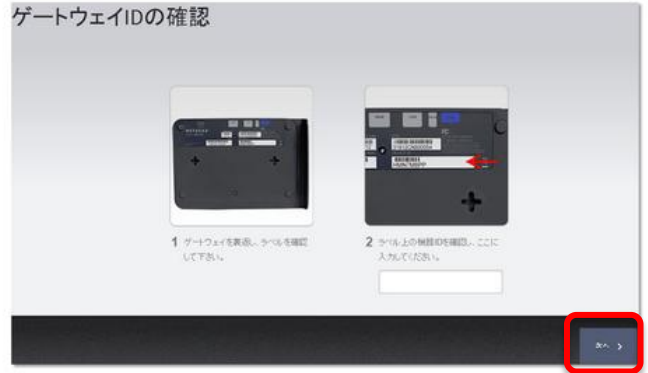 ゲートウェイIDの確認
1 ゲートウェイを裏返し、ラベルを確認
して下さい。
2 ラベル上の機器IDを確認し、ここに
入力してください。
次へ